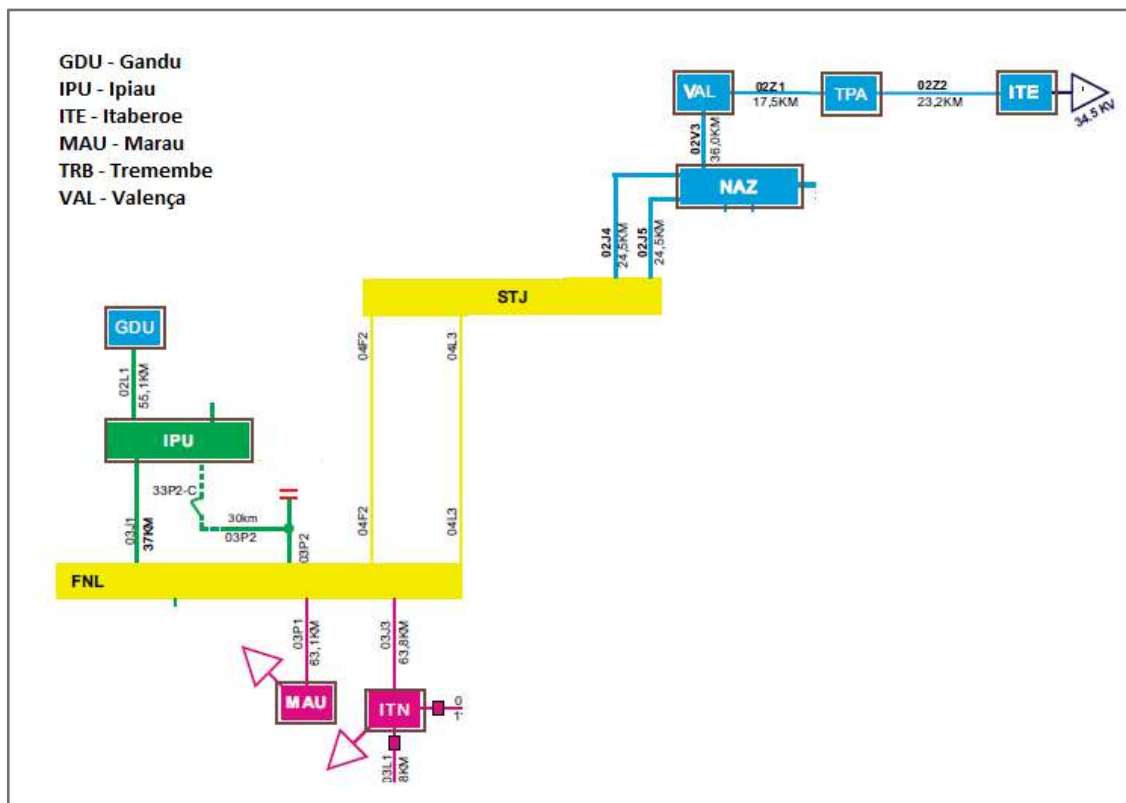 GDU - Gandu
IPU - Ipiau
ITE - Itaberoe
MAU - Marau
TRB - Tremembe
VAL - Valença
VAL
02Z1
17,5KM
TPA
02Z2
23,2KM
ITE
34,5 KV
02V3
36,0KM
NAZ
02J4
24,5KM
02J5
24,5KM
STJ
GDU
02L1
55,1KM
04F2
04L3
IPU
33P2-C
30km
03P2
03J1
37KM
03P2
04F2
04L3
FNL
03P1
63,1KM
03J3
63,8KM
MAU
ITN
03L1
8KM